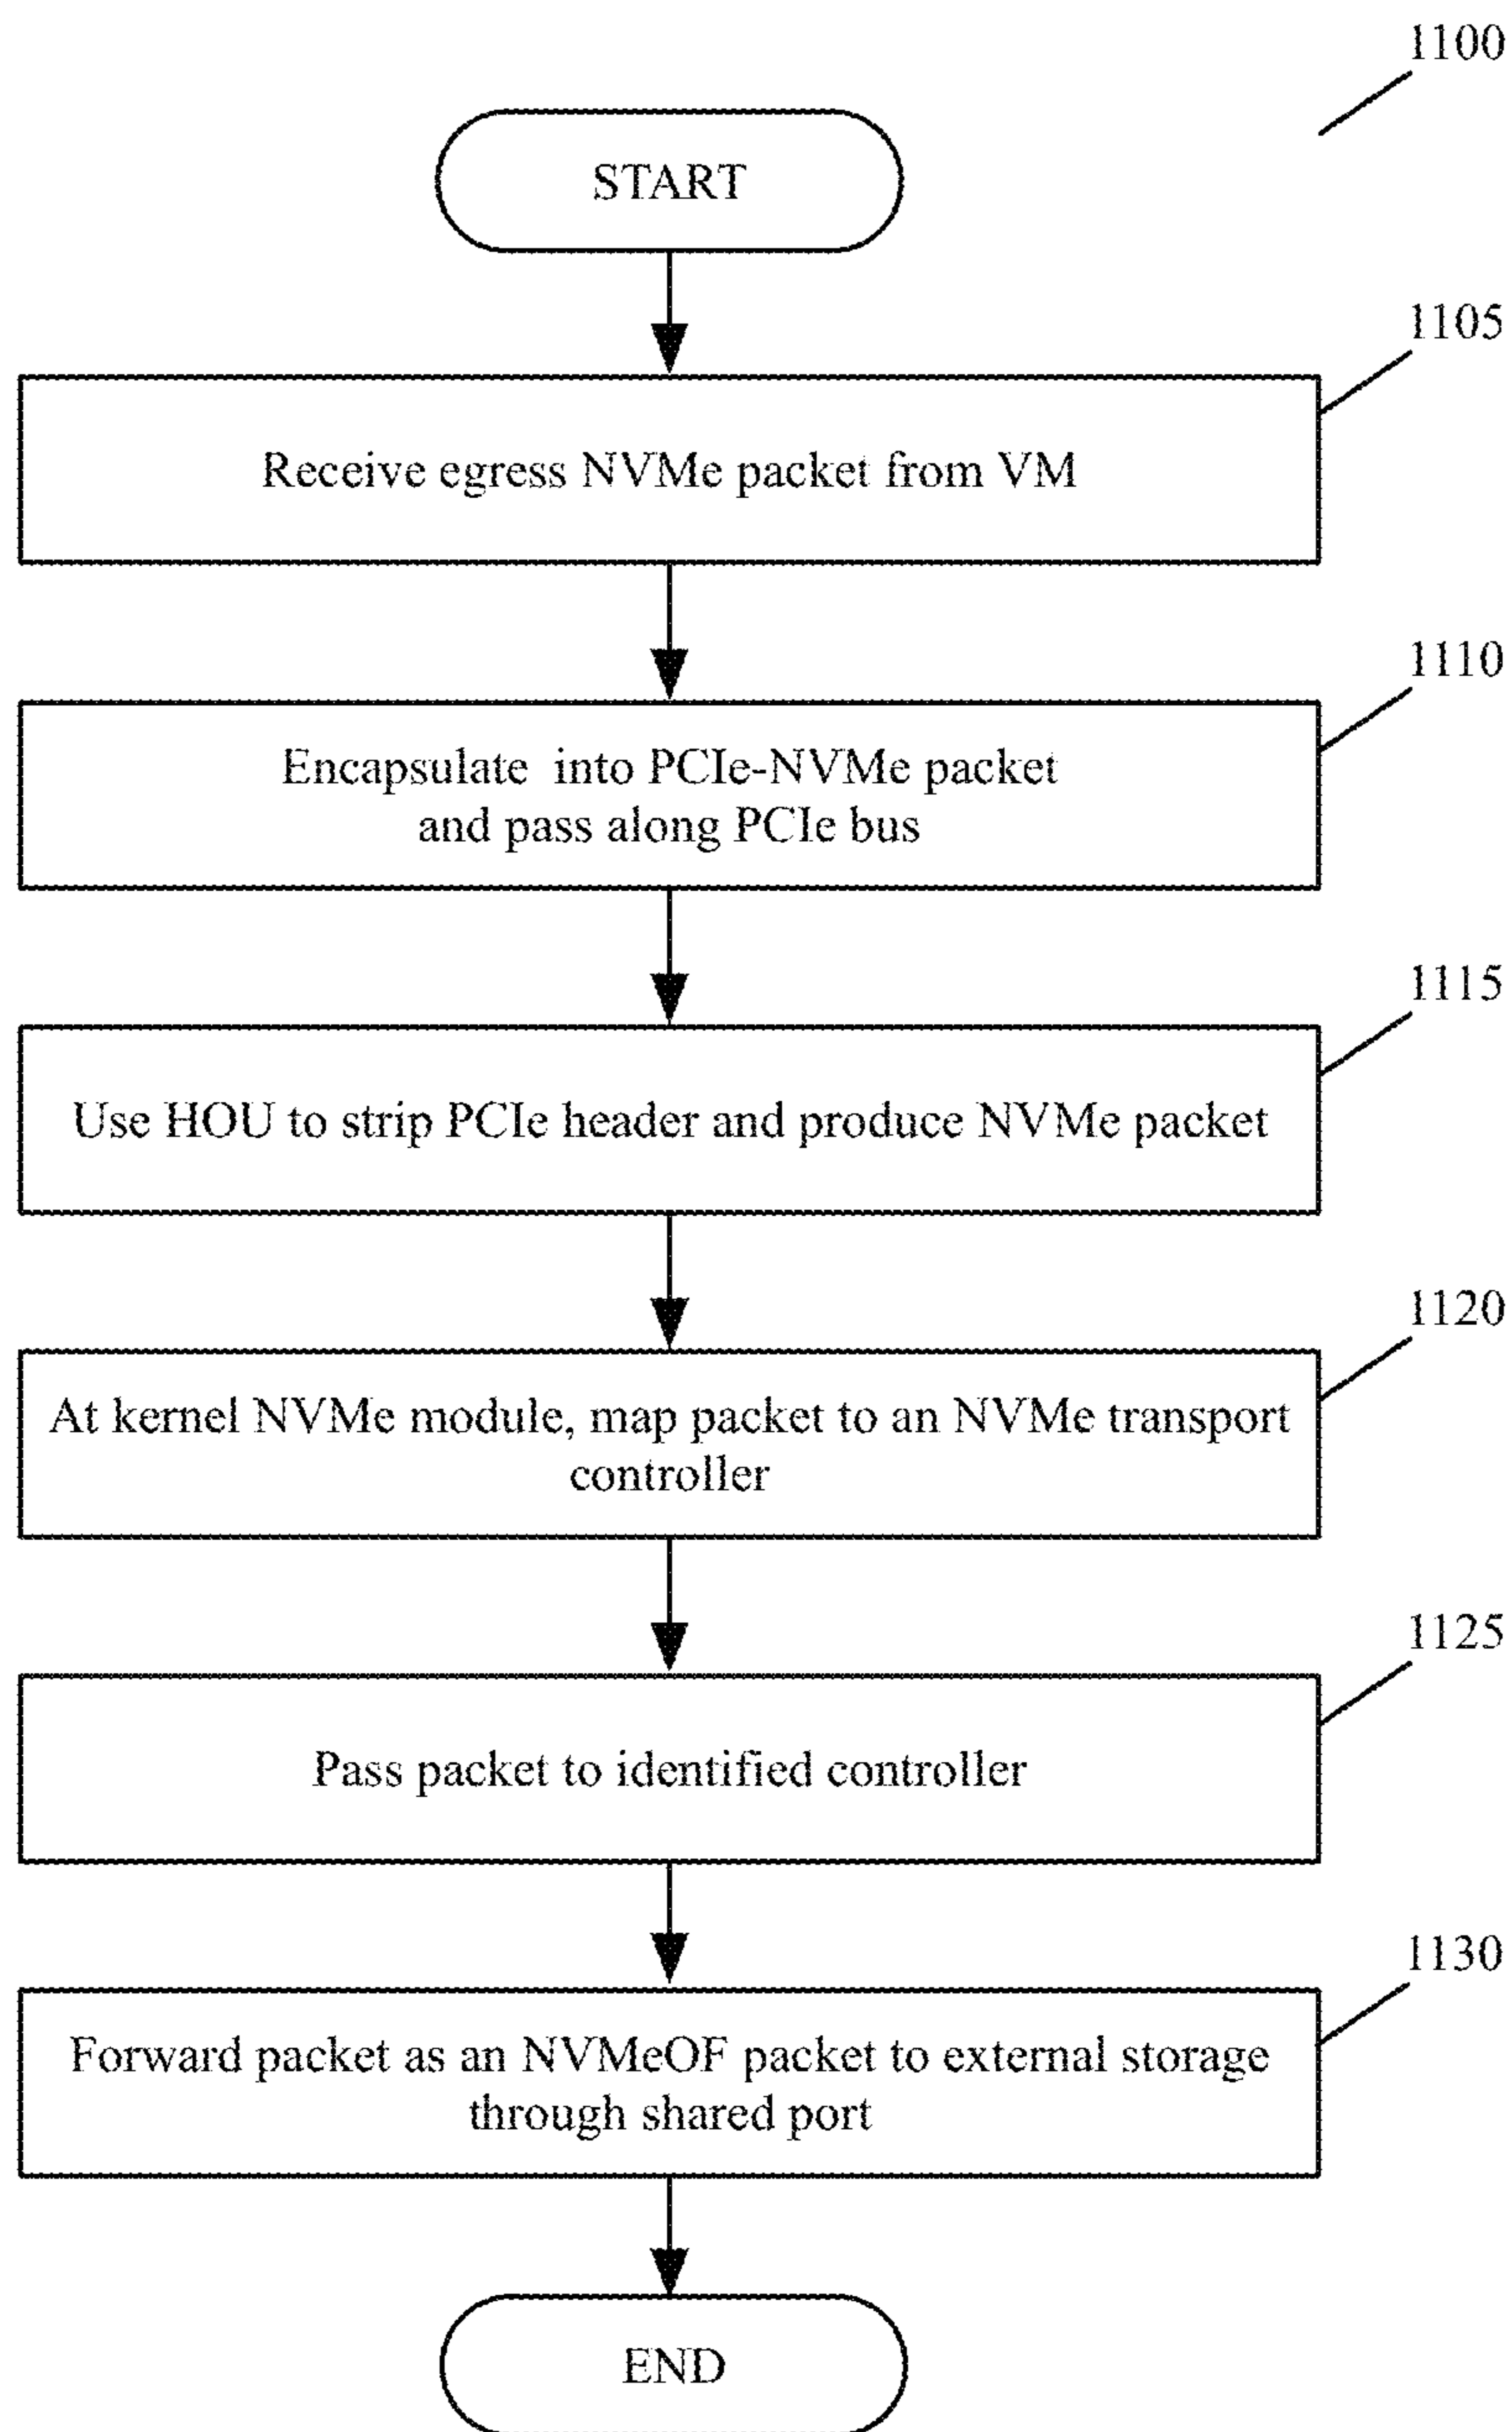 1100
START
1105
Receive egress NVMe packet from VM
1110
Encapsulate into PCIe-NVMe packet
and pass along PCIe bus
1115
Use HOU to strip PCIe header and produce NVMe packet
1120
At kernel NVMe module, map packet to an NVMe transport
controller
1125
Pass packet to identified controller
1130
Forward packet as an NVMeOF packet to external storage
through shared port
END